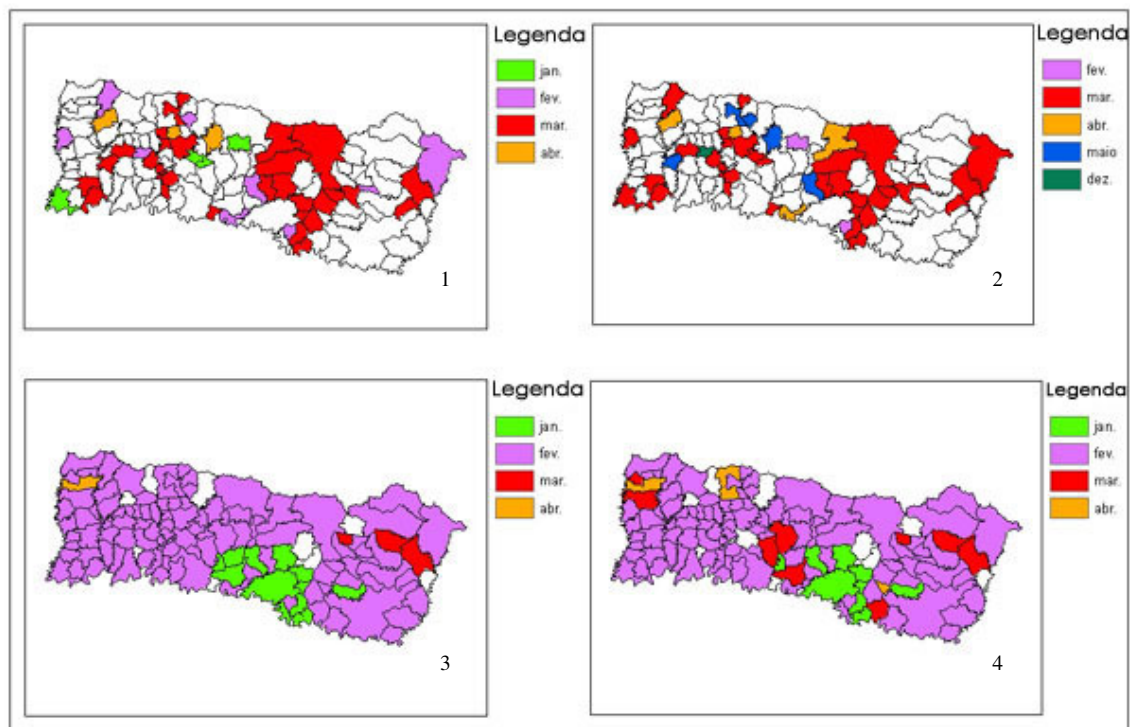 Legenda
jan.
fev.
mar.
abr.
1
Legenda
fev.
mar.
abr.
maio
dez.
2
Legenda
jan.
fev.
mar.
abr.
3
Legenda
jan.
fev.
mar.
abr.
4